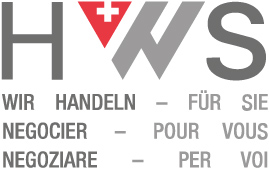 HWS
WIR HANDELN – FÜR SIE
NEGOCIER – POUR VOUS
NEGOZIARE – PER VOI